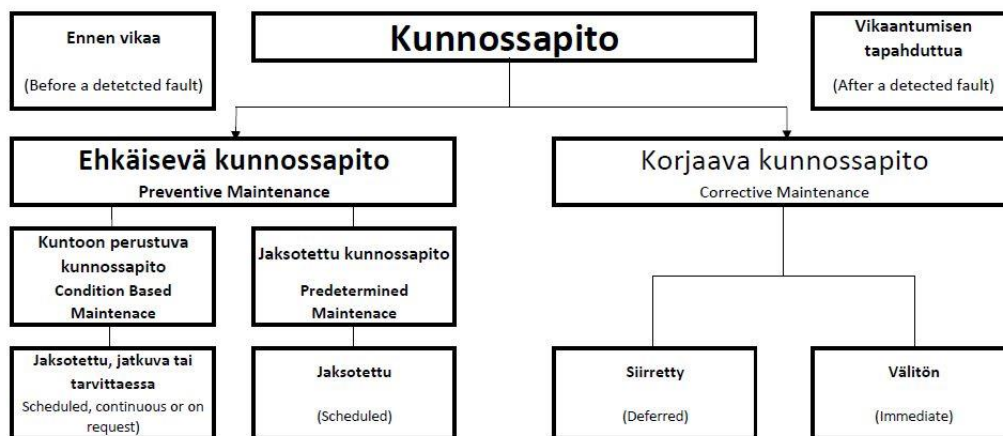 Ennen vikaa
(Before a detetcted fault)
Kunnossapito
Vikaantumisen
tapahduttua
(After a detected fault)
Ehkäisevä kunnossapito
Preventive Maintenance
Korjaava kunnossapito
Corrective Maintenance
Kuntoon perustuva
kunnossapito
Condition Based
Maintenace
Jaksotettu kunnossapito
Predetermined
Maintenace
Jaksotettu, jatkuva tai
tarvittaessa
Scheduled, continuous or on
request)
Jaksotettu
(Scheduled)
Siirretty
(Deferred)
Välitön
(Immediate)